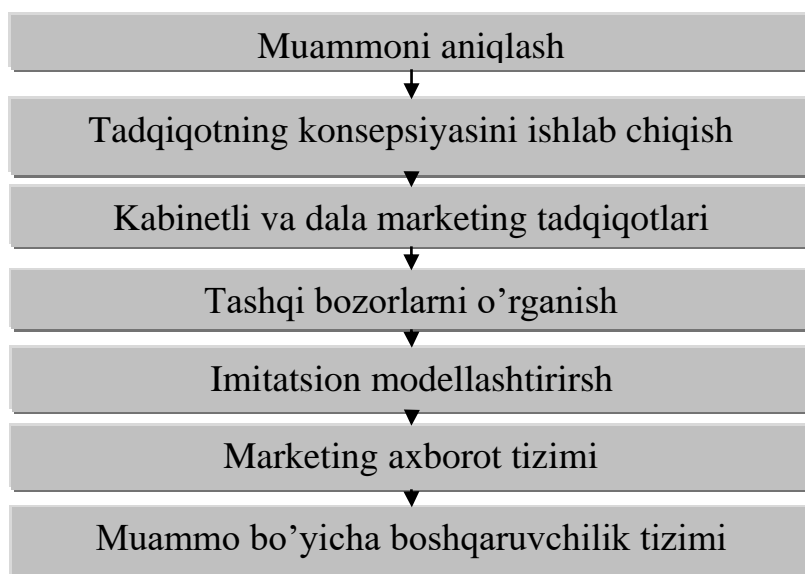 Muammoni aniqlash
Tadqiqotning konsepsiyasini ishlab chiqish
Kabinetli va dala marketing tadqiqotlari
Tashqi bozorlarni o’rganish
Imitatsion modellashtirirsh
Marketing axborot tizimi
Muammo bo’yicha boshqaruvchilik tizimi